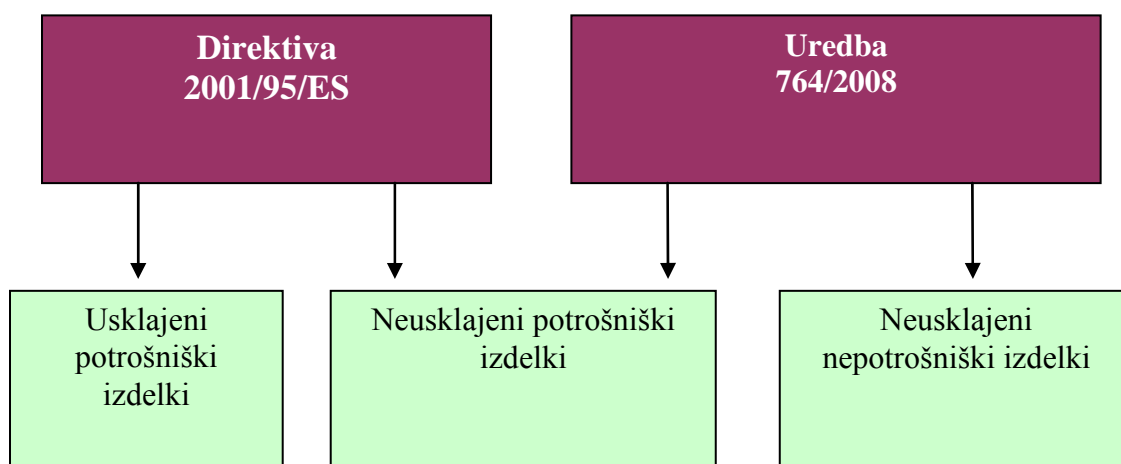 Direktiva
2001/95/ES
Uredba
764/2008
Usklajeni
potrošniški
izdelki
Neusklajeni potrošniški
izdelki
Neusklajeni
nepotrošniški izdelki